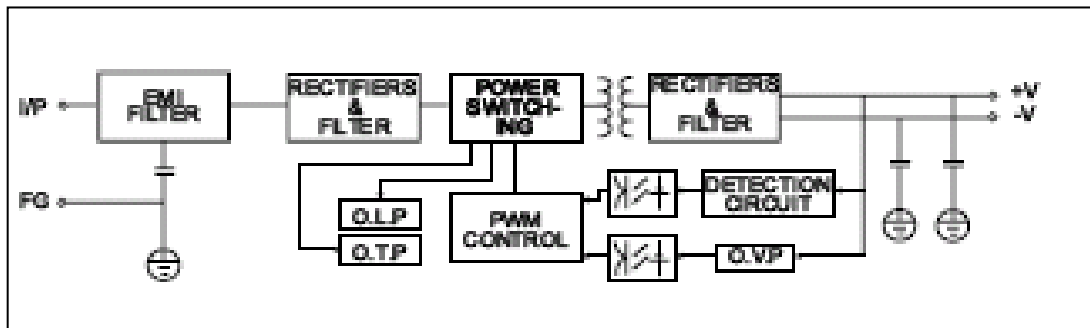 I/P
EMI
FILTER
RECTIFIERS
&
FILTER
POWER
SWITCH-
ING
RECTIFIERS
&
FILTER
+V
-V
FG
O.L.P
O.T.P
PWM
CONTROL
DETECTION
CIRCUIT
O.V.P